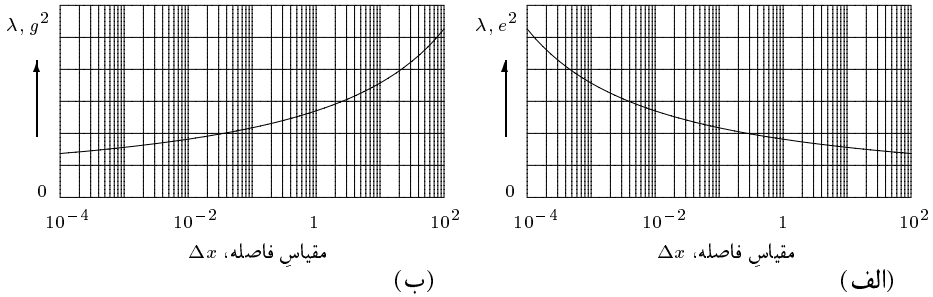 λ, g²
0
10⁻⁴ 10⁻² 1 10²
مقیاسِ فاصله، Δx
(ب)
λ, e²
0
10⁻⁴ 10⁻² 1 10²
مقیاسِ فاصله، Δx
(الف)